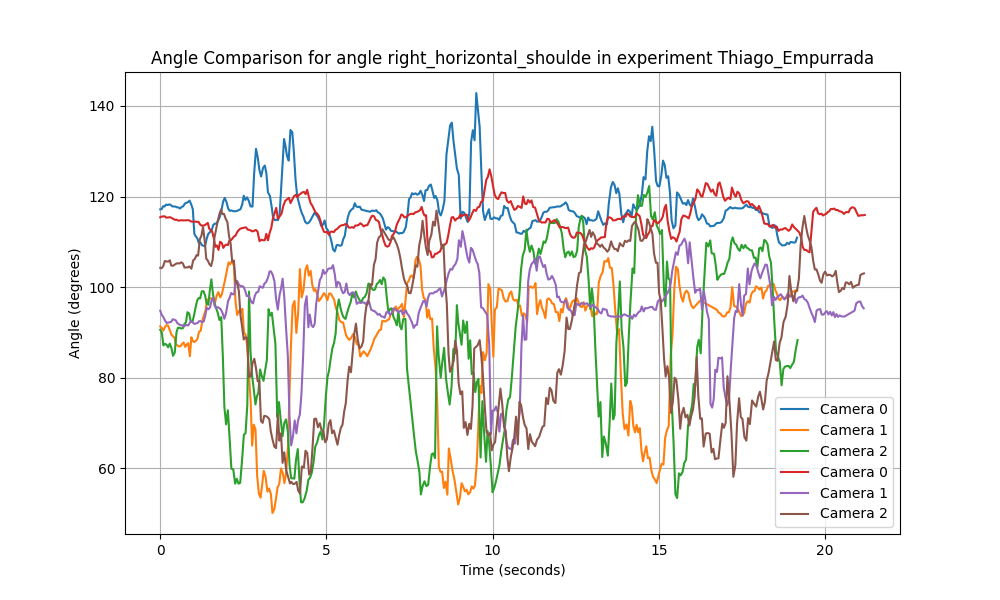 Angle Comparison for angle right_horizontal_shoulde in experiment Thiago_Empurrada
Angle (degrees)
140
120
100
80
60
0
5
10
15
20
Time (seconds)
Camera 0
Camera 1
Camera 2
Camera 0
Camera 1
Camera 2